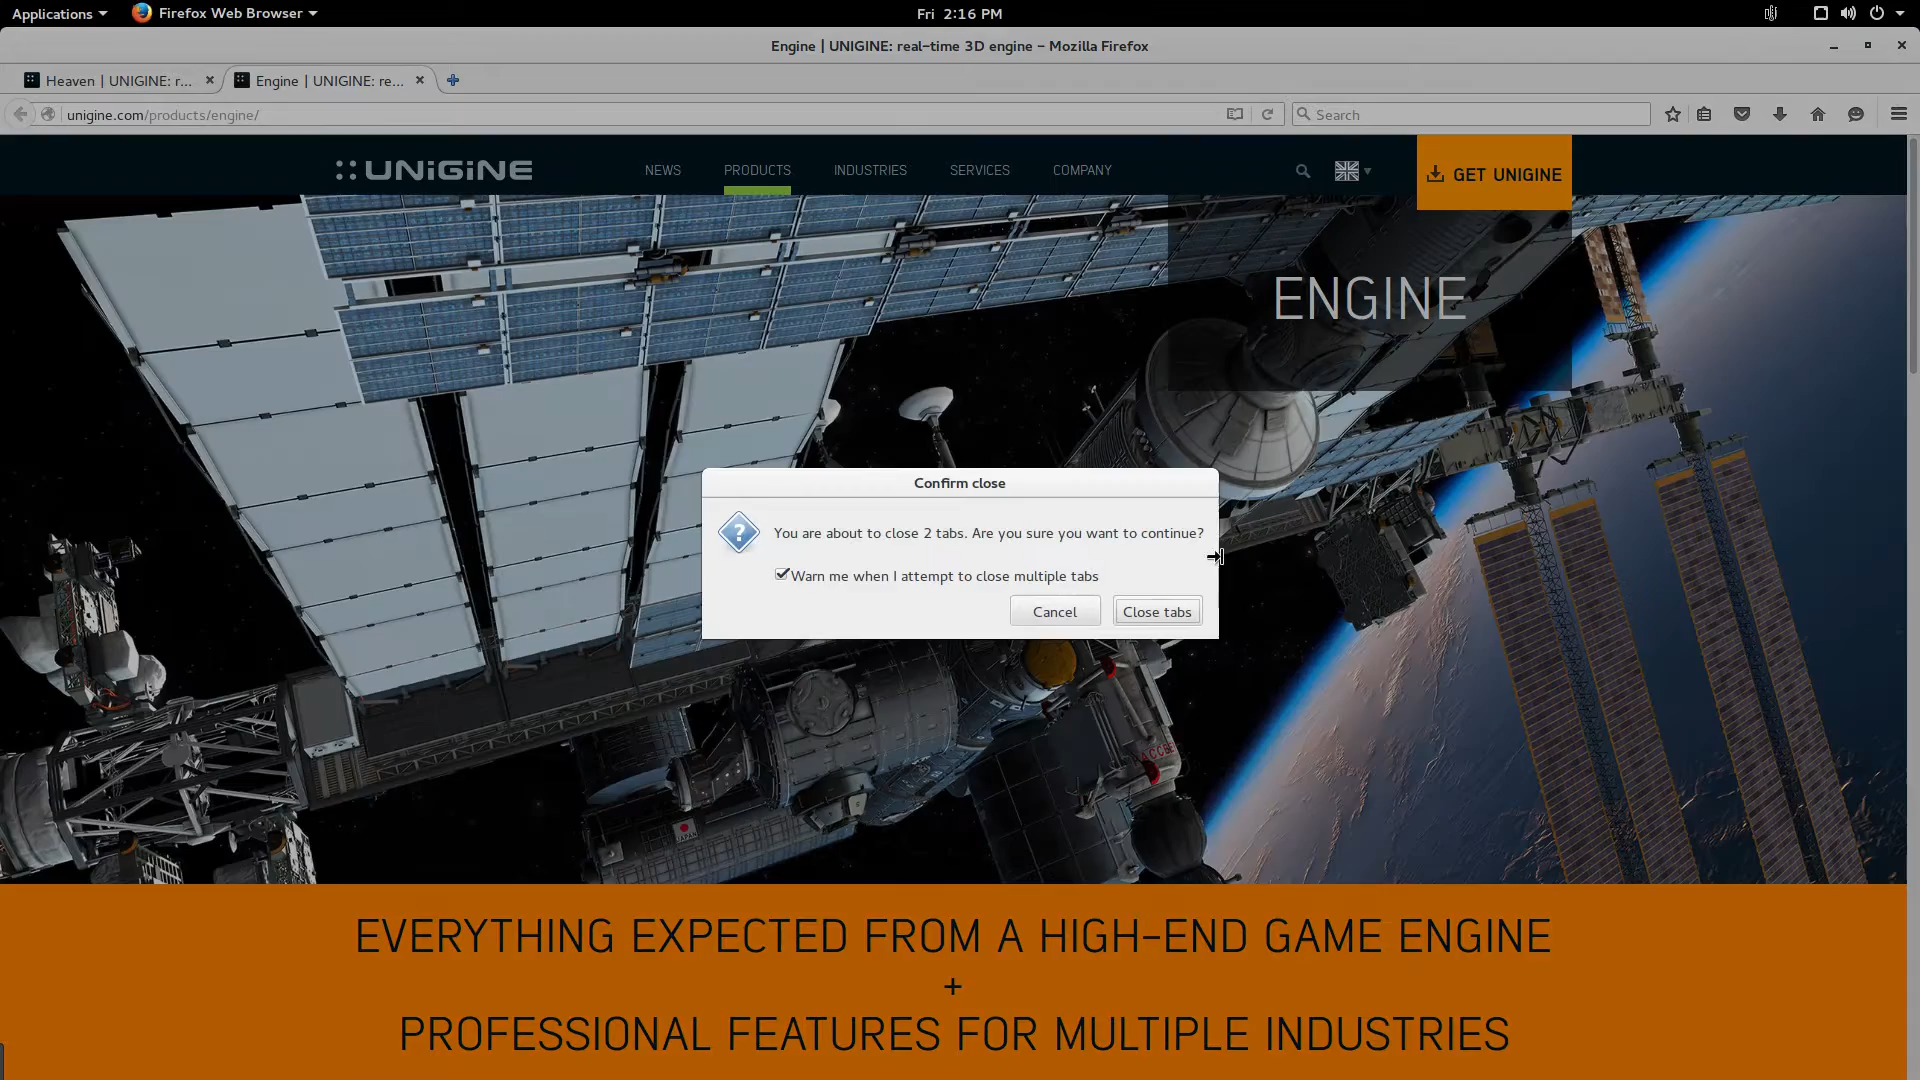 Applications Firefox Web Browser Fri 2:16 PM
Engine | UNIGINE: real-time 3D engine - Mozilla Firefox
Heaven | UNIGINE: r... Engine | UNIGINE: re...
unigine.com/products/engine/ Search
UNiGiNE NEWS PRODUCTS INDUSTRIES SERVICES COMPANY GET UNIGINE
ENGINE
Confirm close
You are about to close 2 tabs. Are you sure you want to continue?
Warn me when I attempt to close multiple tabs
Cancel Close tabs
JAPAN
EVERYTHING EXPECTED FROM A HIGH-END GAME ENGINE
+
PROFESSIONAL FEATURES FOR MULTIPLE INDUSTRIES